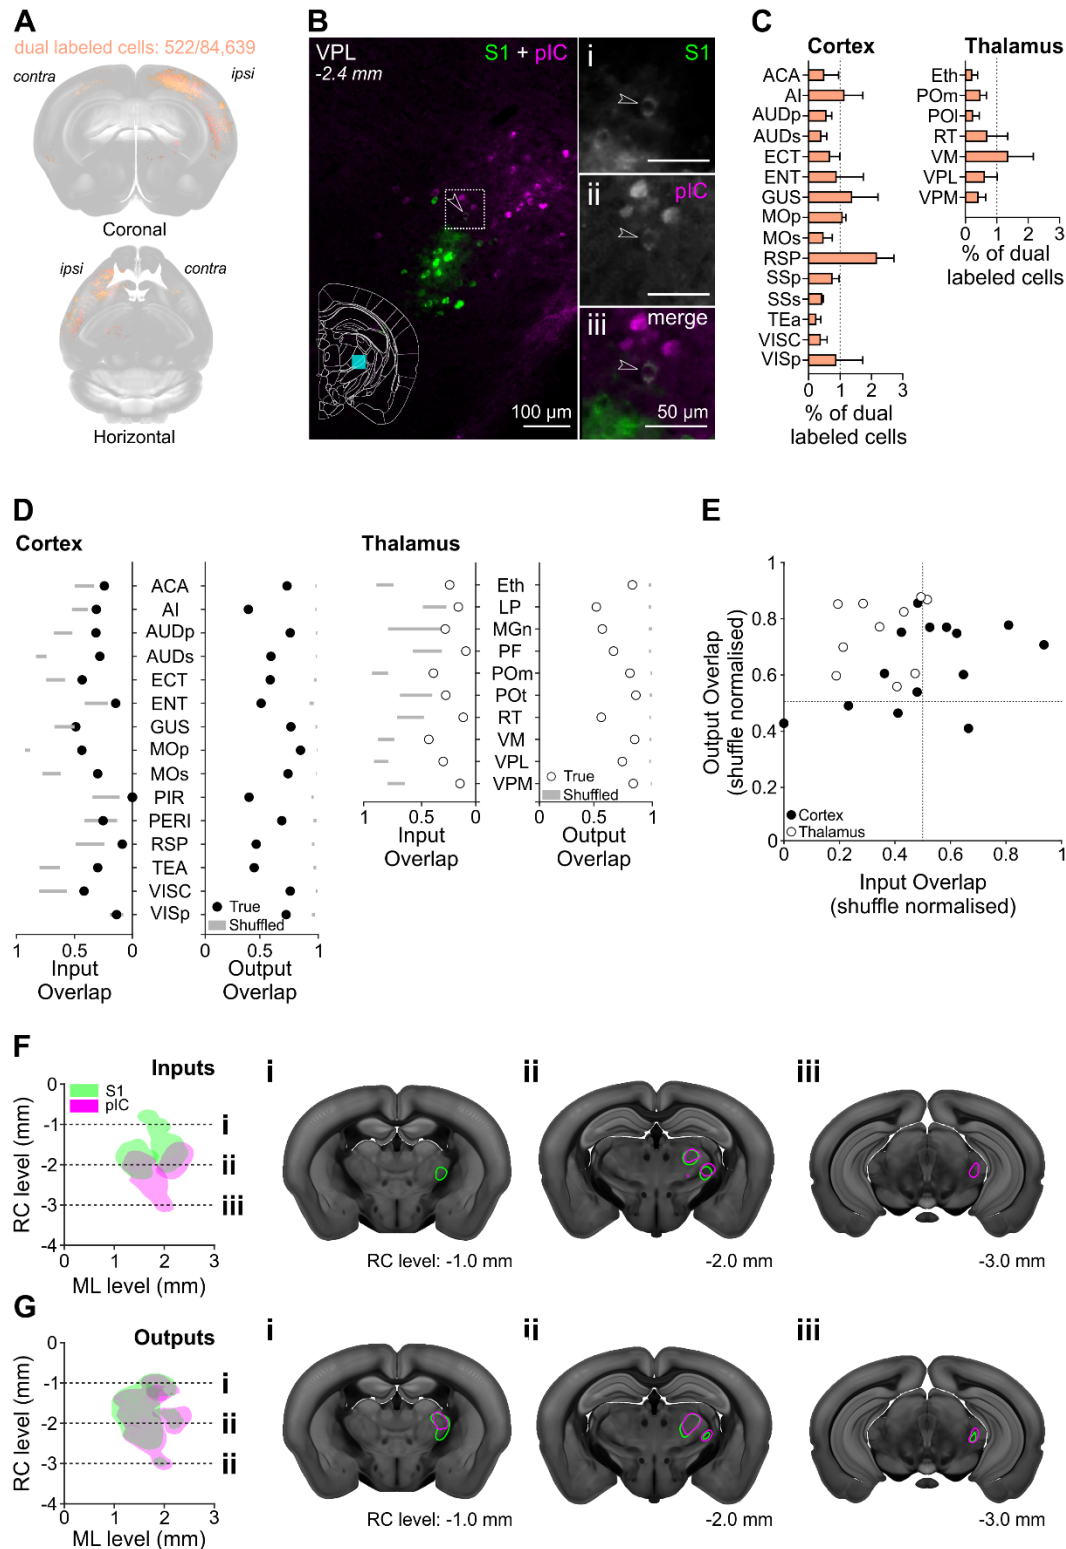 A
dual labeled cells: 522/84,639
contra
ipsi
Coronal
ipsi
contra
Horizontal
B
VPL
-2.4 mm
S1 + pIC
100 µm
i
S1
ii
pIC
iii
merge
50 µm
C
Cortex
ACA
AI
AUDp
AUDs
ECT
ENT
GUS
MOp
MOs
RSP
SSp
SSs
TEa
VISC
VISp
0 1 2 3
% of dual
labeled cells
Thalamus
Eth
POm
POl
RT
VM
VPL
VPM
0 1 2 3
% of dual
labeled cells
D
Cortex
ACA
AI
AUDp
AUDs
ECT
ENT
GUS
MOp
MOs
PIR
PERI
RSP
TEA
VISC
VISp
True
Shuffled
1 0.5 0
Input
Overlap
0 0.5 1
Output
Overlap
Thalamus
Eth
LP
MGn
PF
POm
POt
RT
VM
VPL
VPM
True
Shuffled
1 0.5 0
Input
Overlap
0 0.5 1
Output
Overlap
E
1
0.8
0.6
0.4
0.2
0
Output Overlap
(shuffle normalised)
Cortex
Thalamus
0 0.2 0.4 0.6 0.8 1
Input Overlap
(shuffle normalised)
F
Inputs
S1
pIC
0
-1
-2
-3
-4
RC level (mm)
i
ii
iii
0 1 2 3
ML level (mm)
i
RC level: -1.0 mm
ii
-2.0 mm
iii
-3.0 mm
G
Outputs
0
-1
-2
-3
-4
RC level (mm)
i
ii
ii
0 1 2 3
ML level (mm)
i
RC level: -1.0 mm
ii
-2.0 mm
iii
-3.0 mm